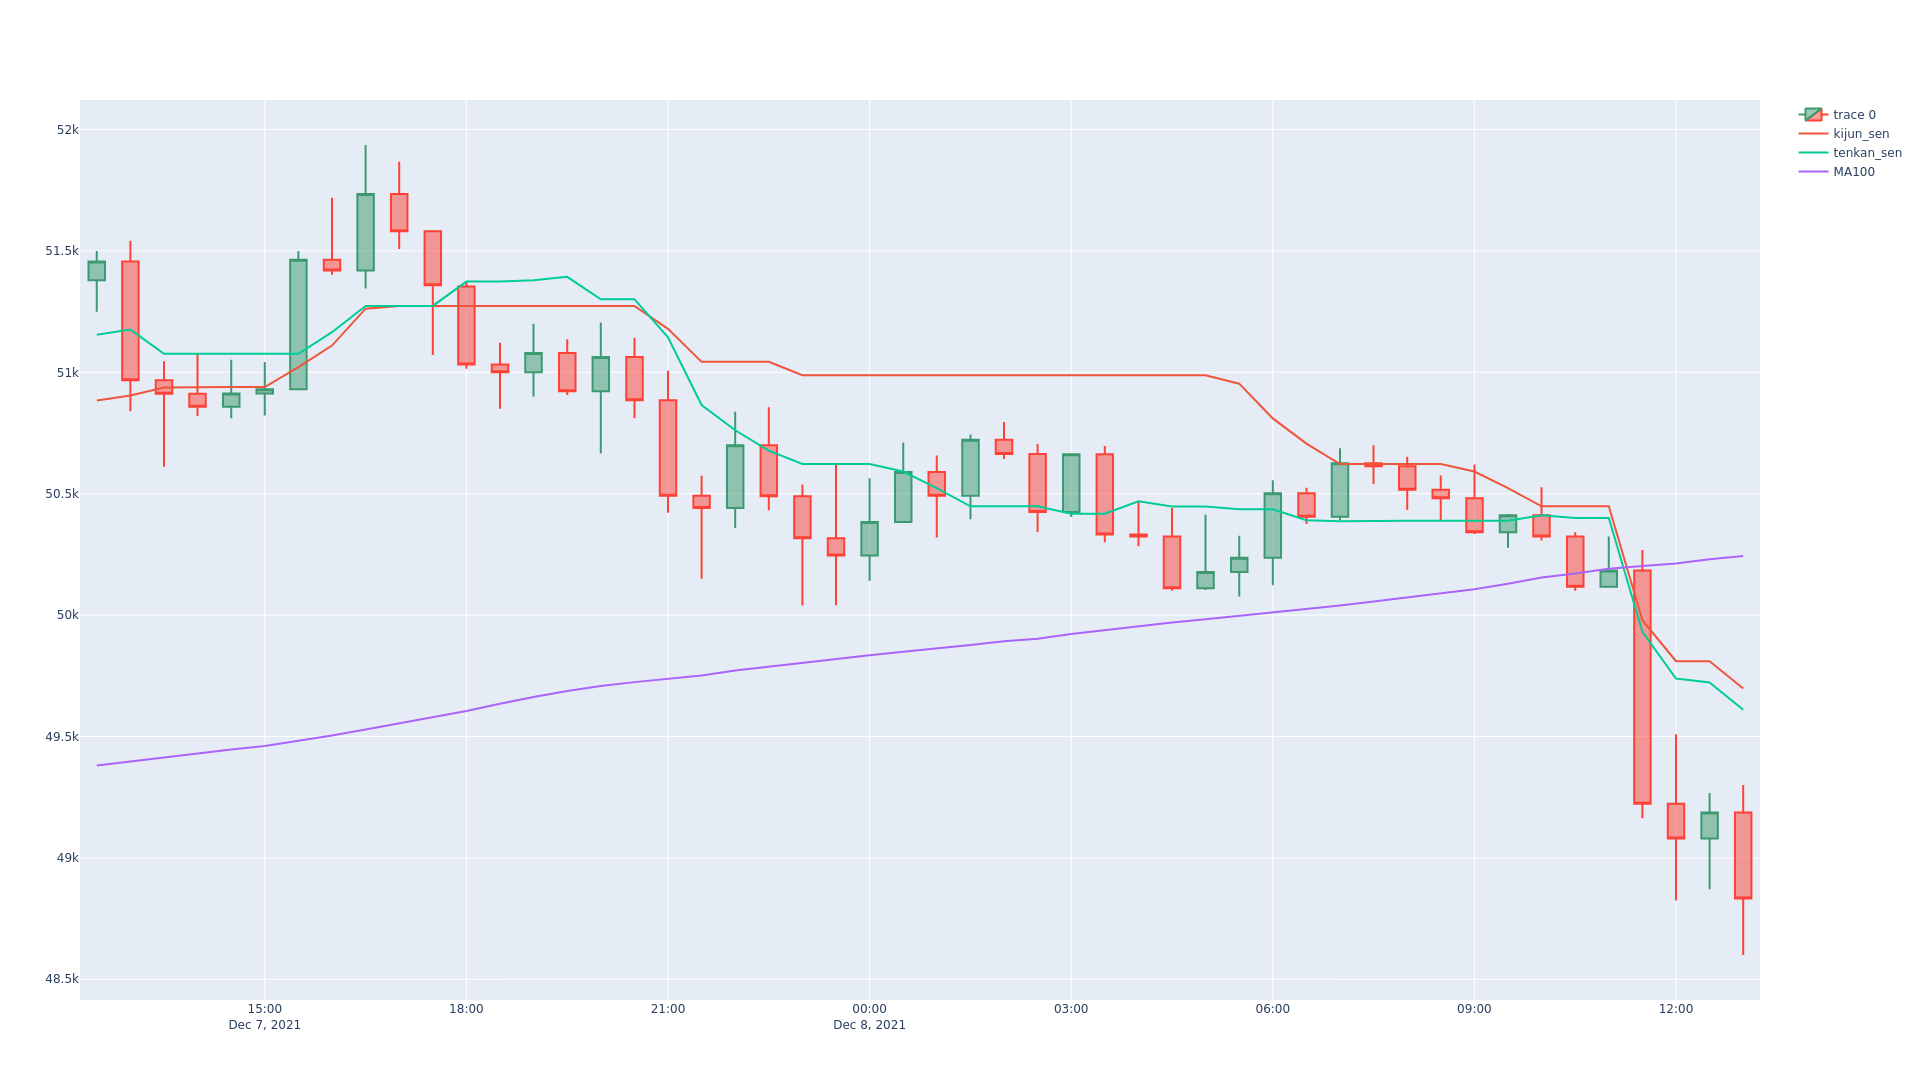 trace 0
kijun_sen
tenkan_sen
MA100
52k
51.5k
51k
50.5k
50k
49.5k
49k
48.5k
15:00 18:00 21:00 00:00 03:00 06:00 09:00 12:00
Dec 7, 2021 Dec 8, 2021